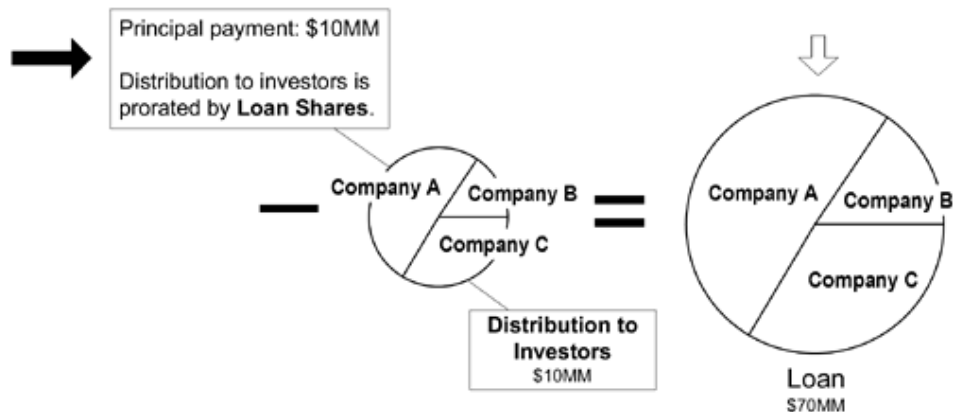 Principal payment: $10MM
Distribution to investors is
prorated by Loan Shares.
Company A
Company B
Company C
Distribution to
Investors
$10MM
Company A
Company B
Company C
Loan
$70MM